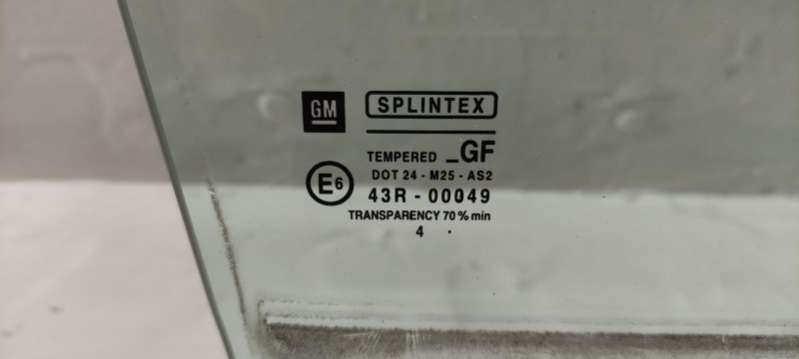 GM
SPLINTEX
TEMPERED _GF
DOT 24 - M25 - AS2
E6
43R - 00049
TRANSPARENCY 70 % min
4 .